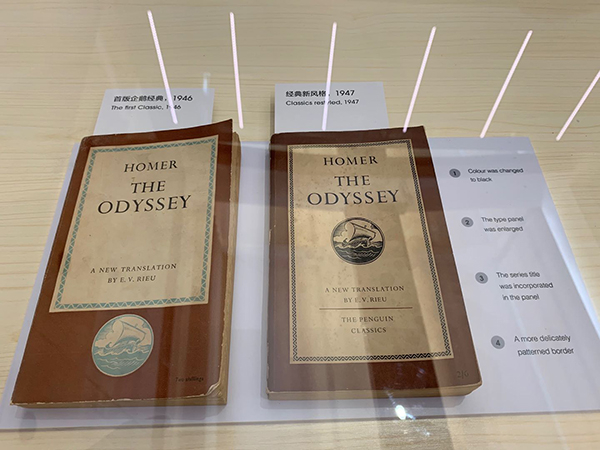 首版企鹅经典，1946
The first Classic, 1946
经典新风格，1947
Classics restyled, 1947
HOMER
THE
ODYSSEY
A NEW TRANSLATION
BY E. V. RIEU
Two shillings
HOMER
THE
ODYSSEY
A NEW TRANSLATION
BY E. V. RIEU
THE PENGUIN
CLASSICS
1 Colour was changed
to black
2 The type panel
was enlarged
3 The series title
was incorporated
in the panel
4 A more delicately
patterned border